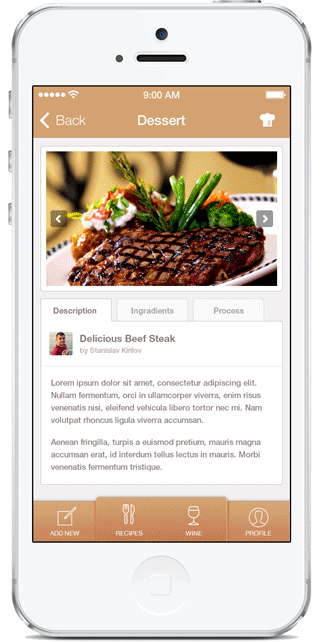 9:00 AM
Back
Dessert
Description Ingradients Process
Delicious Beef Steak
by Stanislav Kirilov
Lorem ipsum dolor sit amet, consectetur adipiscing elit.
Nullam fermentum, orci in ullamcorper viverra, enim risus
venenatis nisi, eleifend vehicula libero tortor nec mi. Nam
volutpat rhoncus ligula viverra accumsan.
Aenean fringilla, turpis a euismod pretium, mauris magna
accumsan erat, id interdum tellus lectus in mauris. Morbi
venenatis fermentum tristique.
ADD NEW RECIPES WINE PROFILE